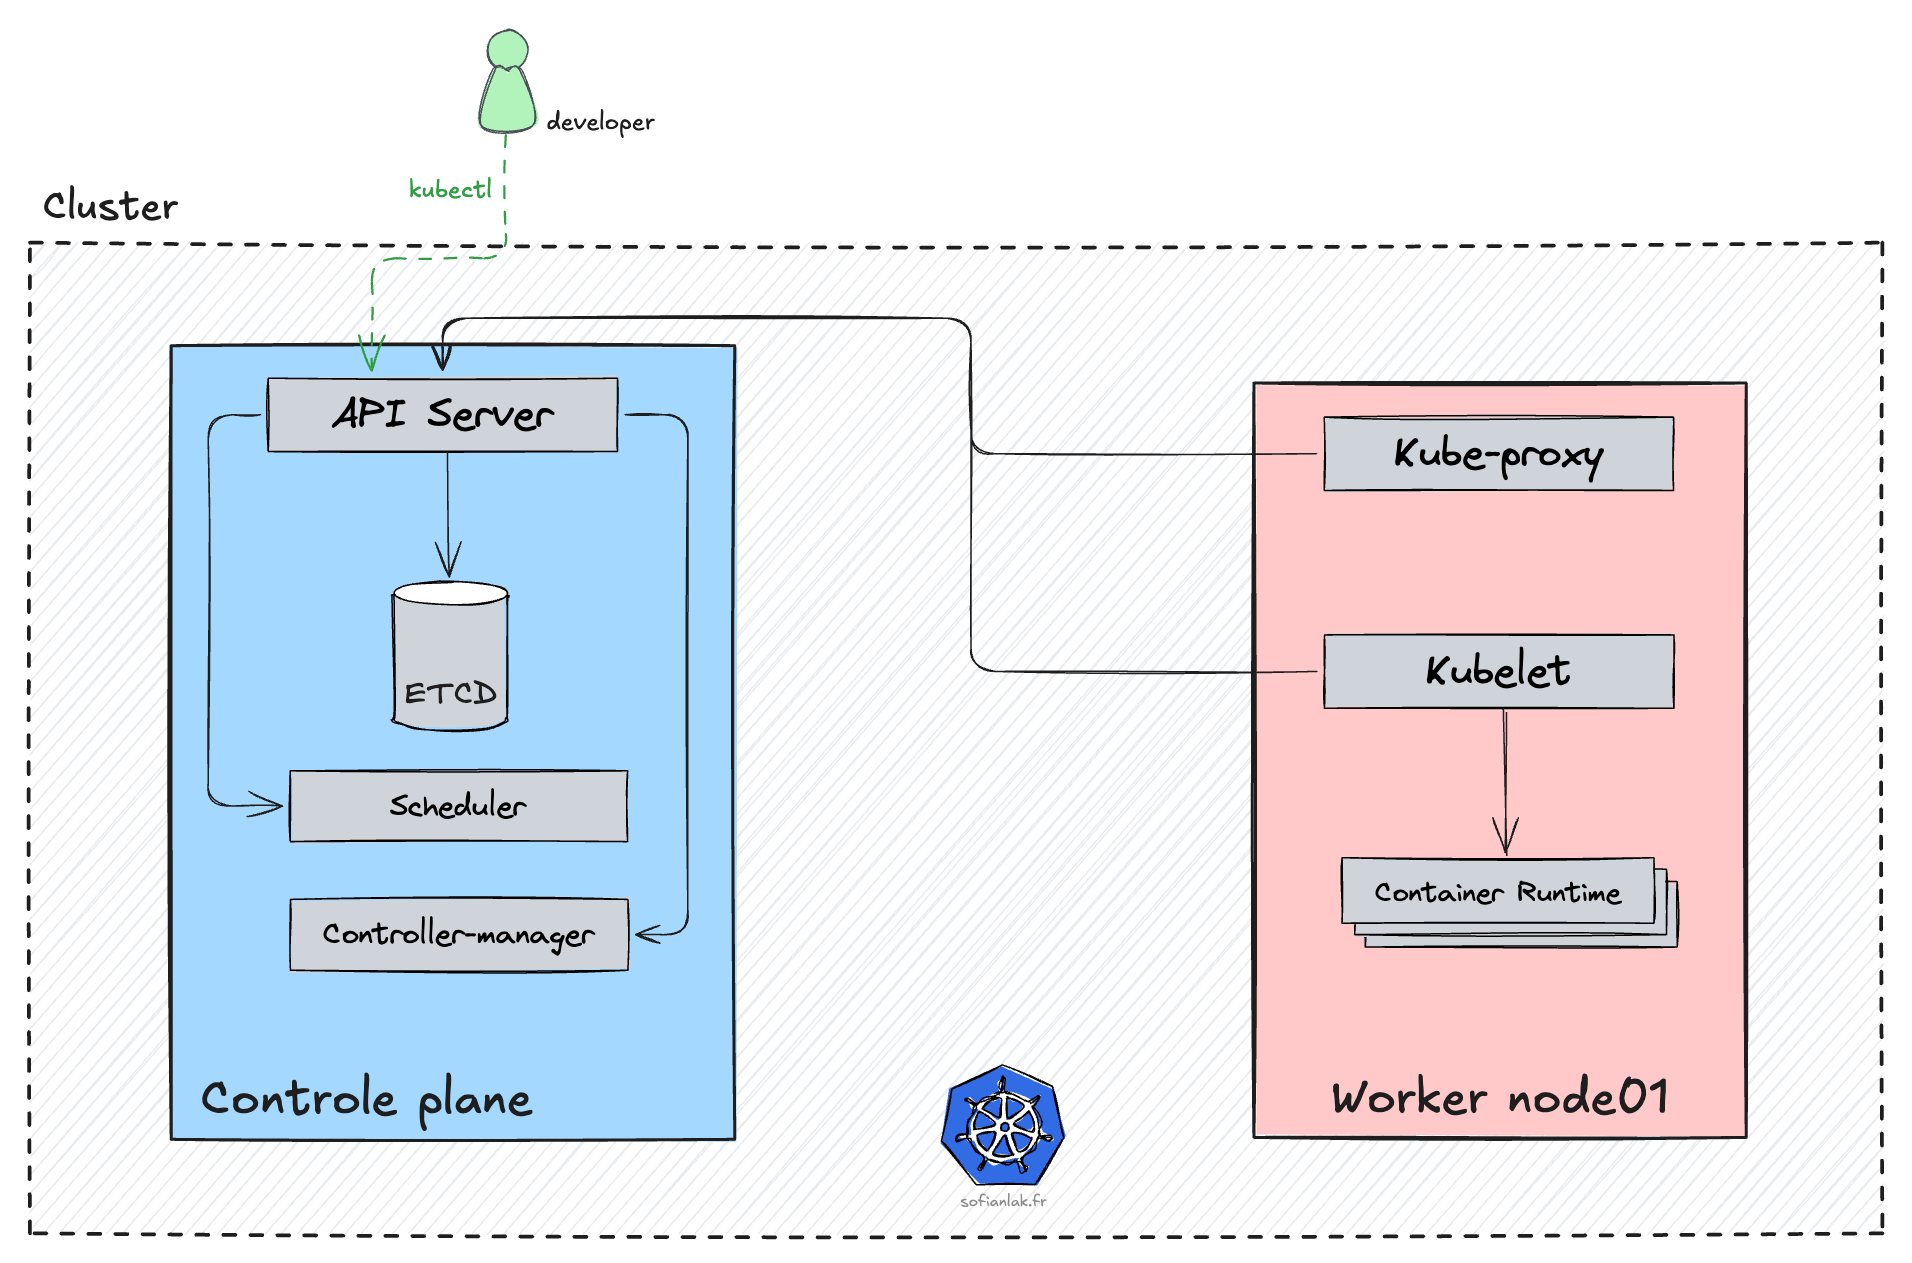 developer
kubectl
Cluster
API Server
Kube-proxy
ETCD
Kubelet
Scheduler
Container Runtime
Controller-manager
Controle plane
Worker node01
sofianlak.fr